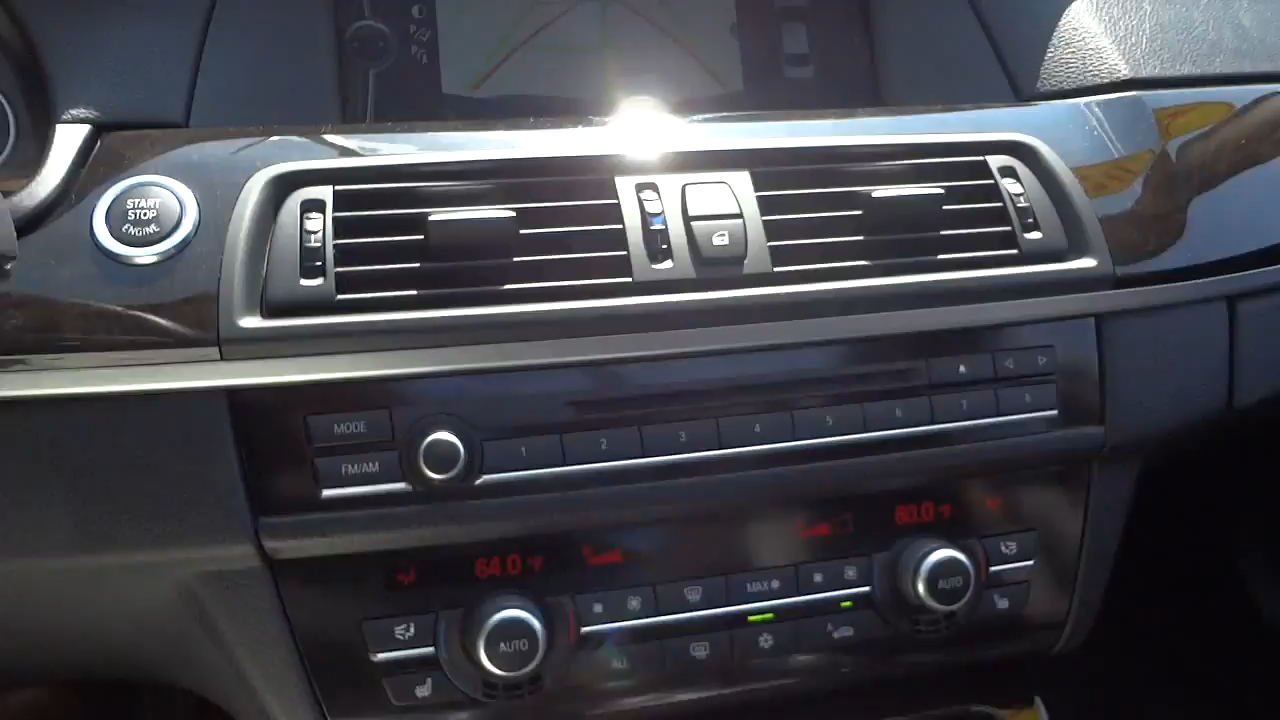 START
STOP
ENGINE
MODE
FM/AM
1 2 3 4 5 6 7 8
64.0 °F
60.0 °F
AUTO
MAX
AUTO
ALL
A